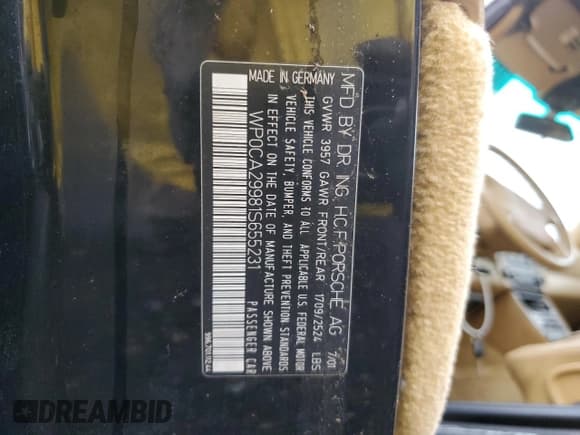 MFD BY DR. ING. H.C.F. PORSCHE AG 7/01
GVWR 3957 GAWR FRONT/REAR 1709/2524 LBS
THIS VEHICLE CONFORMS TO ALL APPLICABLE U.S. FEDERAL MOTOR
VEHICLE SAFETY, BUMPER, AND THEFT PREVENTION STANDARDS
IN EFFECT ON THE DATE OF MANUFACTURE SHOWN ABOVE
MADE IN GERMANY
WP0CA29981S655231
PASSENGER CAR
DREAMBID